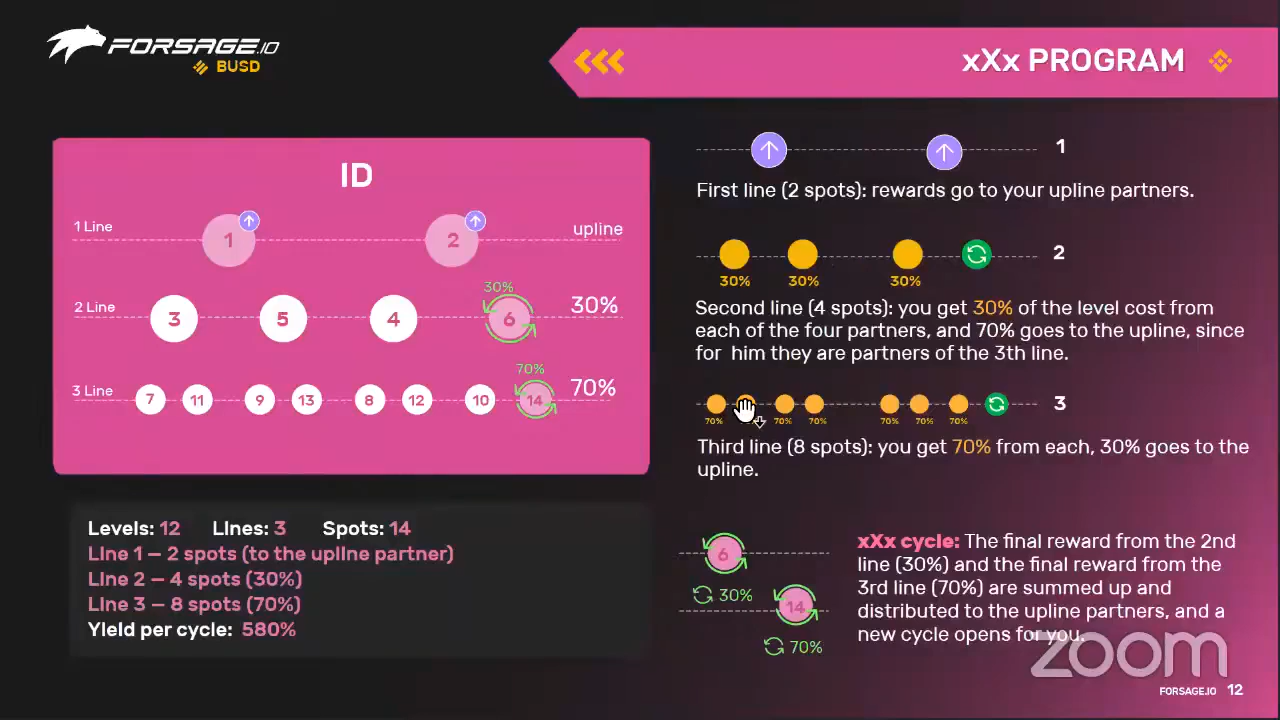 FORSAGE.IO
BUSD
xXx PROGRAM
ID
1 Line
1
2
upline
2 Line
3
5
4
30%
6
30%
3 Line
7
11
9
13
8
12
10
70%
14
70%
Levels: 12 Lines: 3 Spots: 14
Line 1 – 2 spots (to the upline partner)
Line 2 – 4 spots (30%)
Line 3 – 8 spots (70%)
Yield per cycle: 580%
1
First line (2 spots): rewards go to your upline partners.
2
30% 30% 30%
Second line (4 spots): you get 30% of the level cost from
each of the four partners, and 70% goes to the upline, since
for him they are partners of the 3th line.
3
70% 70% 70% 70% 70% 70%
Third line (8 spots): you get 70% from each, 30% goes to the
upline.
6
30%
14
70%
xXx cycle: The final reward from the 2nd
line (30%) and the final reward from the
3rd line (70%) are summed up and
distributed to the upline partners, and a
new cycle opens for you.
zoom
FORSAGE.IO 12